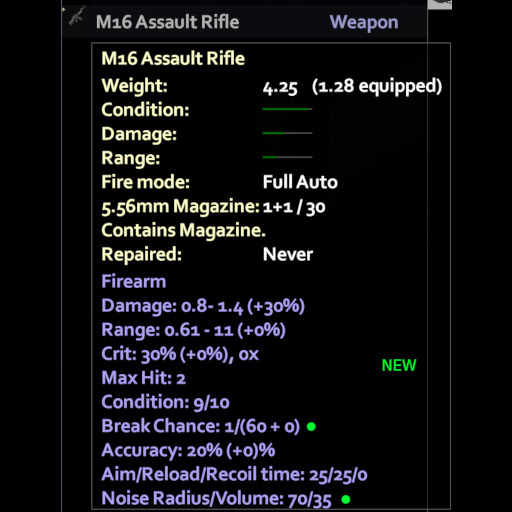 M16 Assault Rifle Weapon
M16 Assault Rifle
Weight: 4.25 (1.28 equipped)
Condition:
Damage:
Range:
Fire mode: Full Auto
5.56mm Magazine: 1+1 / 30
Contains Magazine.
Repaired: Never
Firearm
Damage: 0.8- 1.4 (+30%)
Range: 0.61 - 11 (+0%)
Crit: 30% (+0%), 0x
NEW
Max Hit: 2
Condition: 9/10
Break Chance: 1/(60 + 0)
Accuracy: 20% (+0)%
Aim/Reload/Recoil time: 25/25/0
Noise Radius/Volume: 70/35